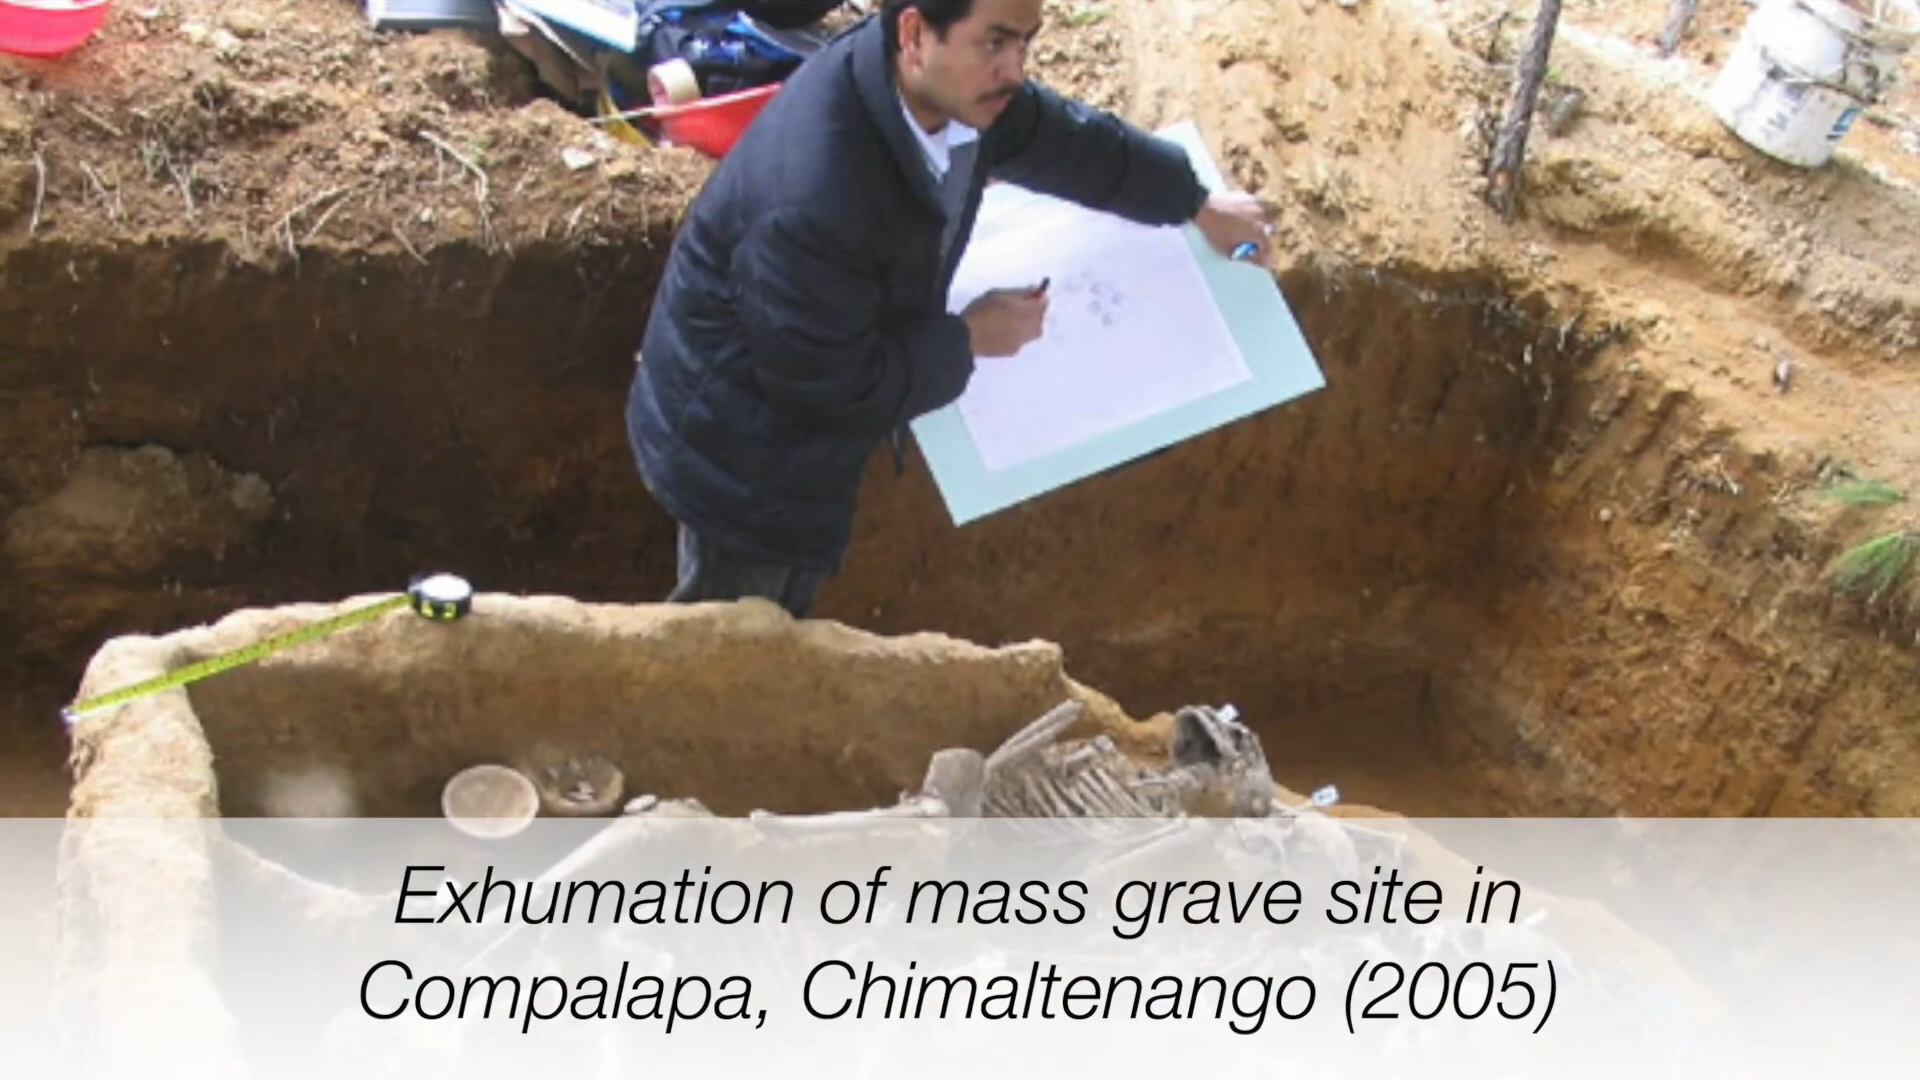 Exhumation of mass grave site in
Compalapa, Chimaltenango (2005)